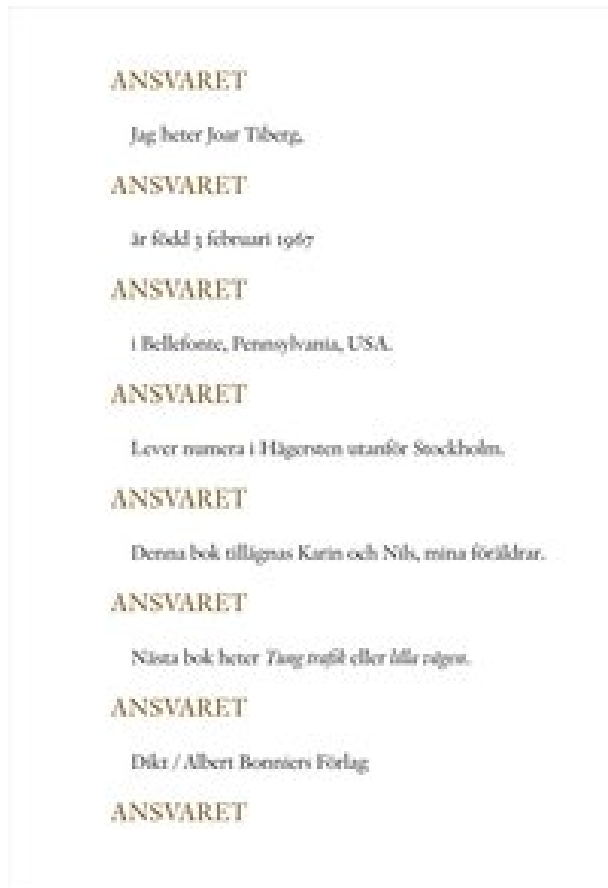 ANSVARET
Jag heter Joar Tiberg,
ANSVARET
är född 3 februari 1967
ANSVARET
i Bellefonte, Pennsylvania, USA.
ANSVARET
Lever numera i Hägersten utanför Stockholm.
ANSVARET
Denna bok tillägnas Karin och Nils, mina föräldrar.
ANSVARET
Nästa bok heter Tung trafik eller lilla vägen.
ANSVARET
Dikt / Albert Bonniers Förlag
ANSVARET